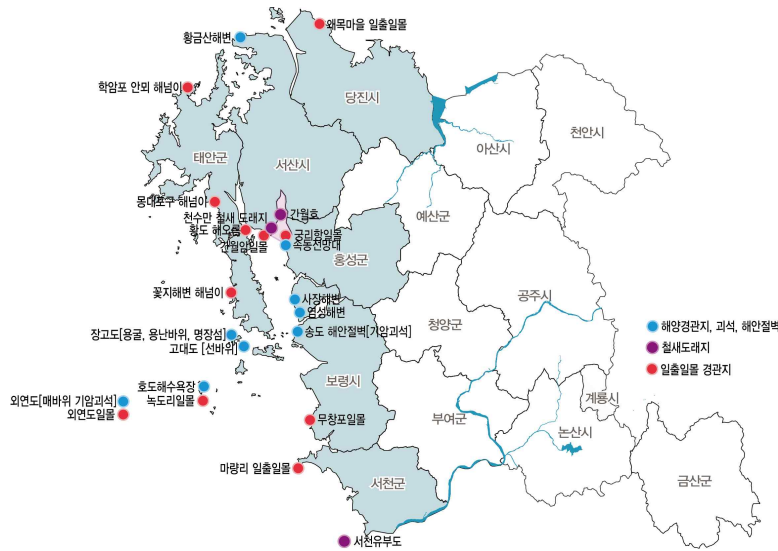 왜목마을 일출일몰
황금산해변
학암포 안뫼 해넘이
당진시
천안시
아산시
태안군
서산시
몽대포구 해넘이
예산군
천수만 철새 도래지
간월호
황도 해오름
궁리항일몰
간월암일몰
속동전망대
홍성군
꽃지해변 해넘이
사장해변
염성해변
공주시
장고도[용굴, 용난바위, 명장섬]
송도 해안절벽[기암괴석]
청양군
해양경관지, 괴석, 해안절벽
고대도 [선바위]
철새도래지
일출일몰 경관지
보령시
호도해수욕장
계룡시
외연도[매바위 기암괴석]
녹도리일몰
외연도일몰
무창포일몰
부여군
논산시
마량리 일출일몰
서천군
금산군
서천유부도